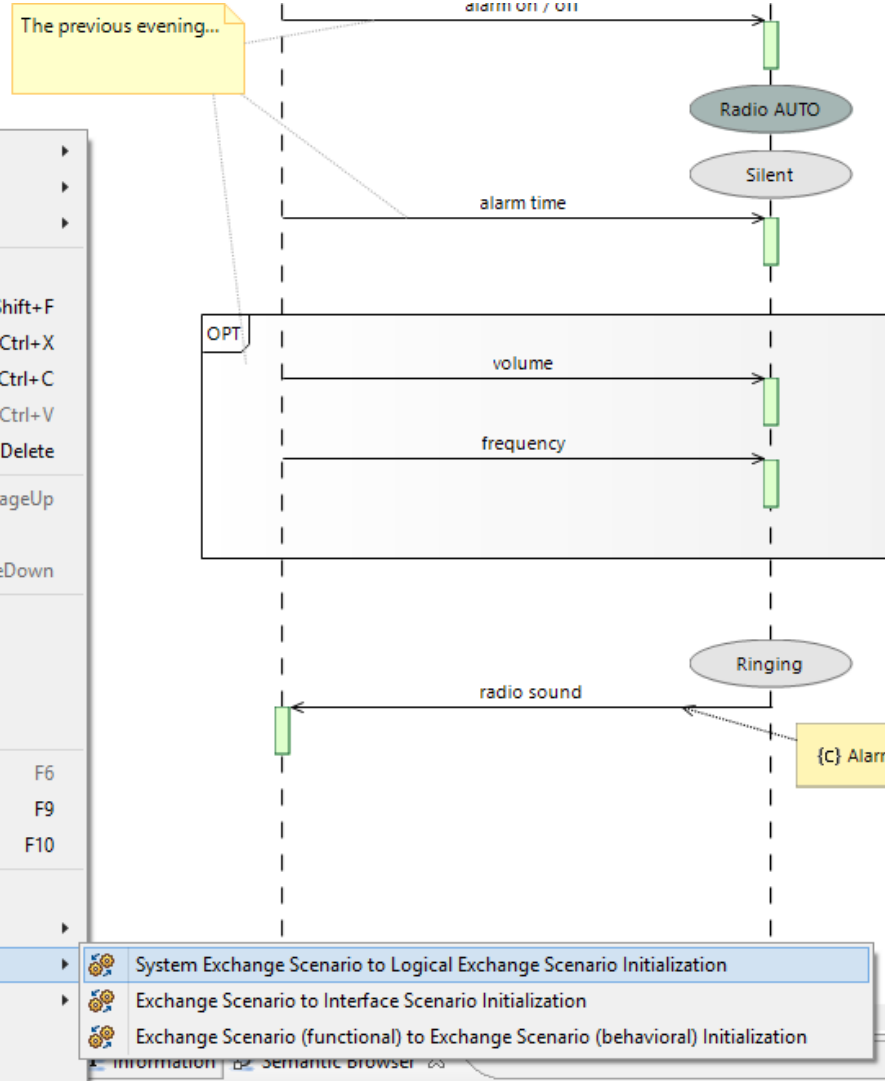 alarm on / off
The previous evening...
Radio AUTO
Silent
alarm time
Shift+F
OPT
Ctrl+X
volume
Ctrl+C
Ctrl+V
frequency
Delete
ageUp
eDown
Ringing
radio sound
{C} Alarm
F6
F9
F10
System Exchange Scenario to Logical Exchange Scenario Initialization
Exchange Scenario to Interface Scenario Initialization
Exchange Scenario (functional) to Exchange Scenario (behavioral) Initialization
Information
Semantic Browser